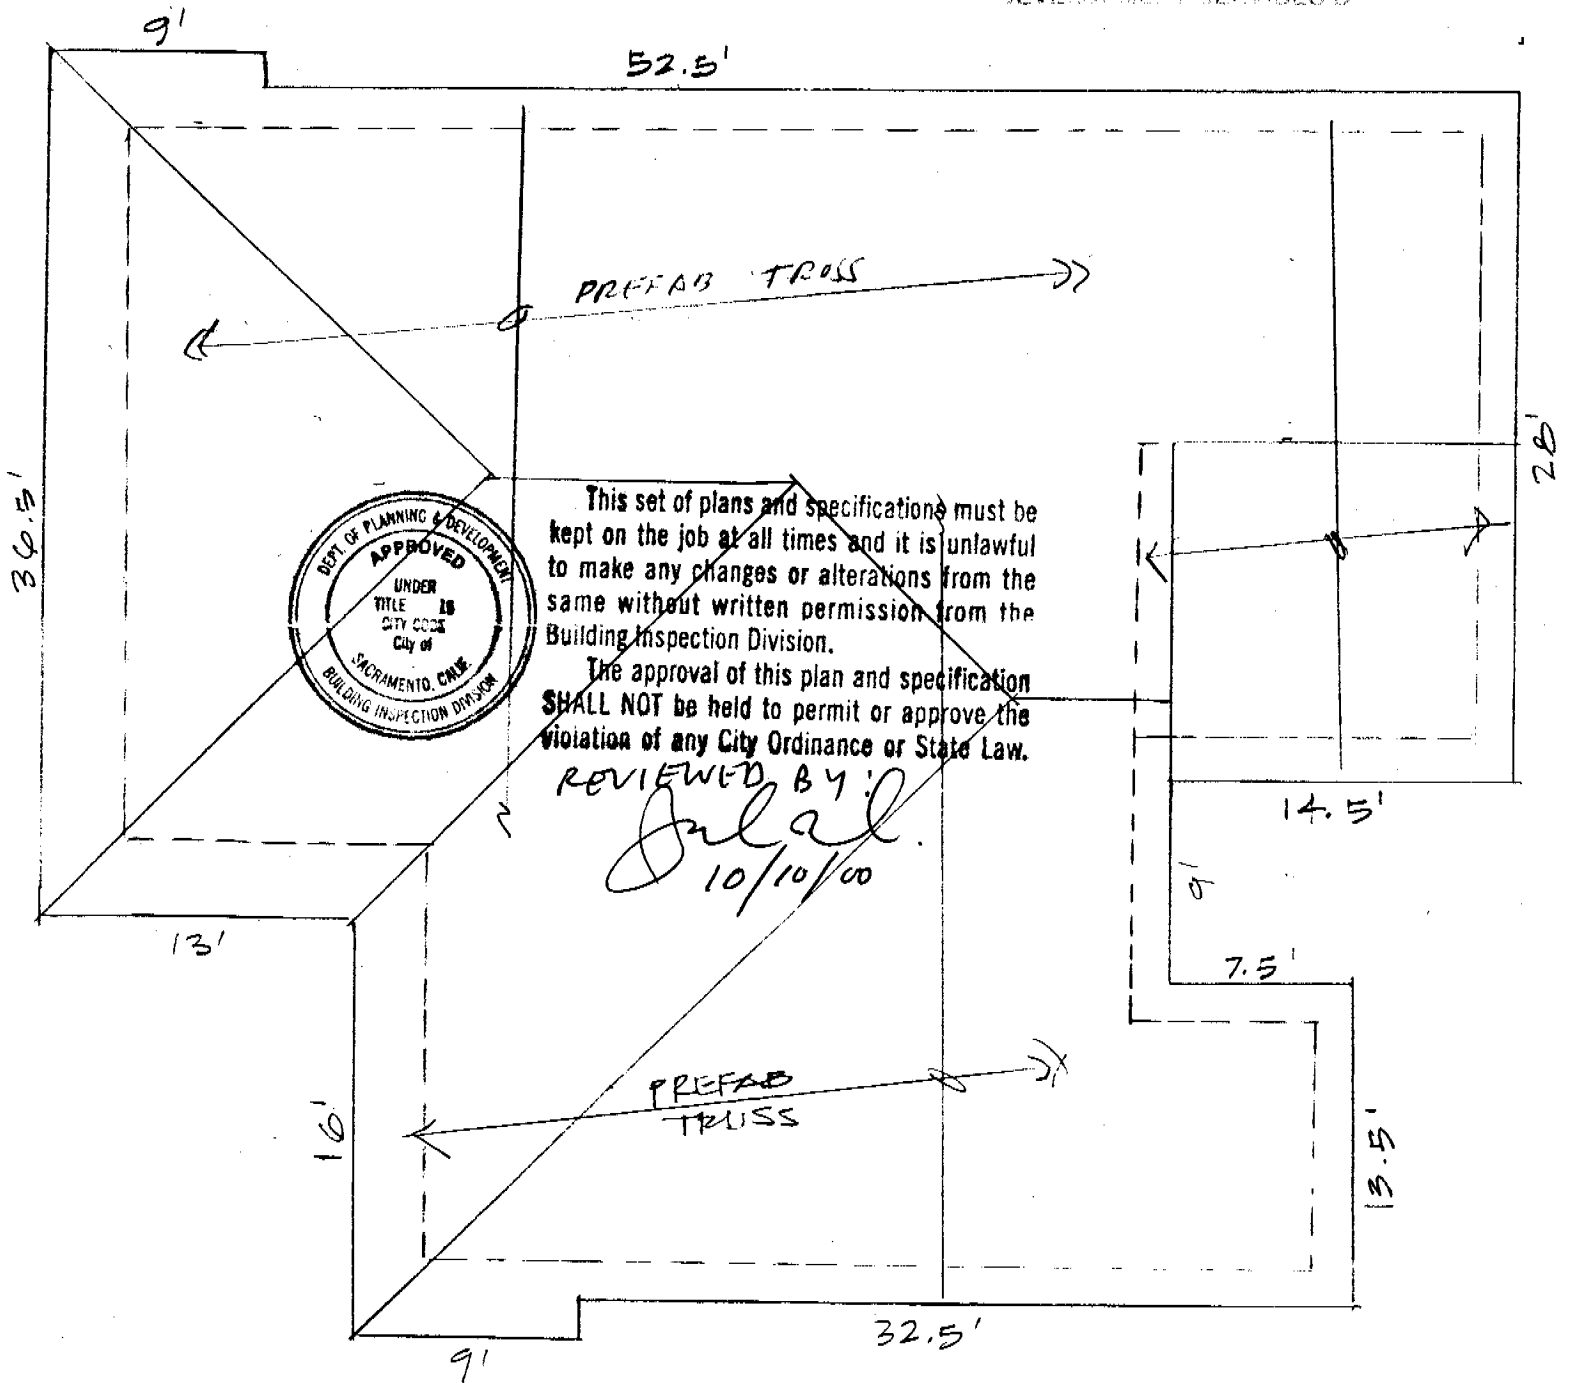 9'
52.5'
PREFAB TRUSS
36.5'
28'
DEPT. OF PLANNING & DEVELOPMENT
APPROVED
UNDER
TITLE 15
CITY CODE
City of
SACRAMENTO, CALIF.
BUILDING INSPECTION DIVISION
This set of plans and specifications must be
kept on the job at all times and it is unlawful
to make any changes or alterations from the
same without written permission from the
Building Inspection Division.
The approval of this plan and specification
SHALL NOT be held to permit or approve the
violation of any City Ordinance or State Law.
REVIEWED BY:
10/10/00
14.5'
9'
13'
7.5'
16'
PREFAB
TRUSS
13.5'
32.5'
9'